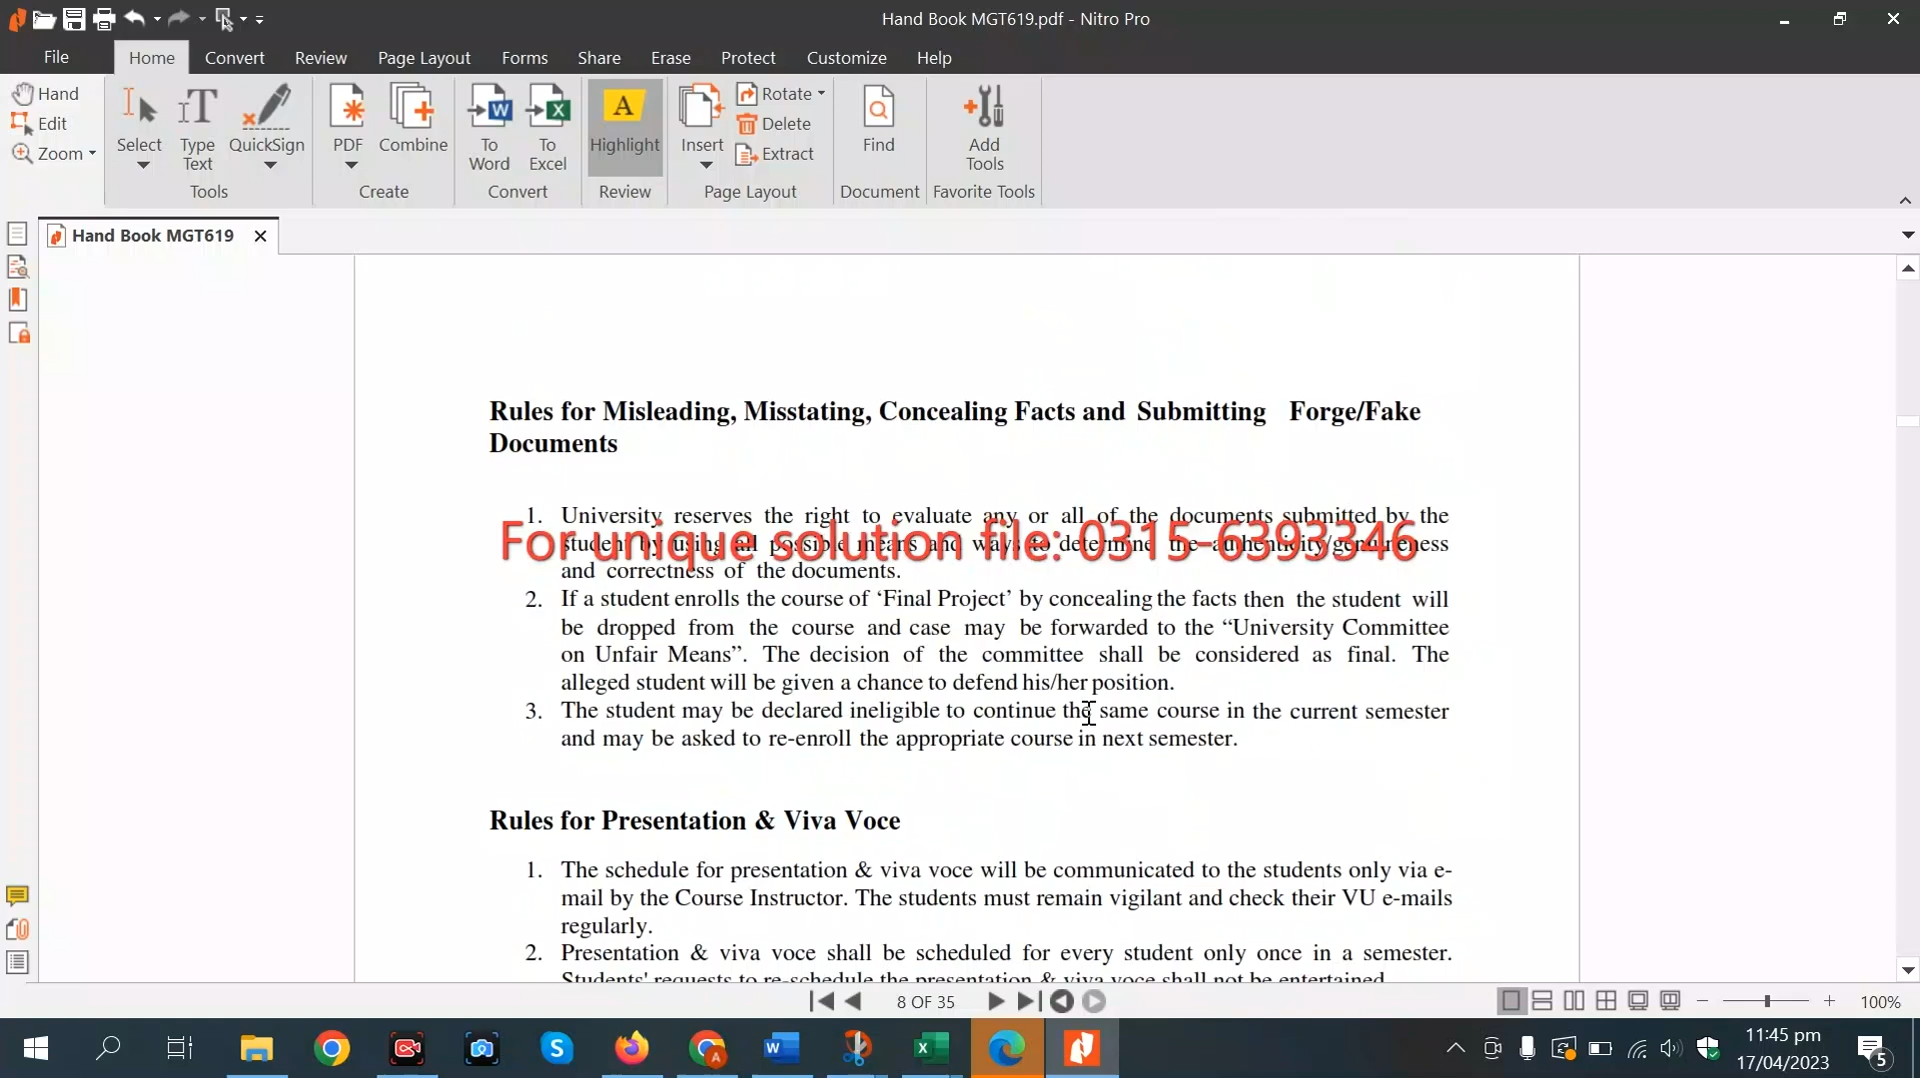 Hand Book MGT619.pdf - Nitro Pro
File Home Convert Review Page Layout Forms Share Erase Protect Customize Help
Hand
Edit
Zoom
Select
Type Text
QuickSign
Tools
PDF
Combine
Create
To Word
To Excel
Convert
Highlight
Review
Insert
Rotate
Delete
Extract
Page Layout
Find
Document
Add Tools
Favorite Tools
Hand Book MGT619
Rules for Misleading, Misstating, Concealing Facts and Submitting Forge/Fake
Documents
1. University reserves the right to evaluate any or all of the documents submitted by the
student by using all possible means and ways to determine the authenticity/genuineness
and correctness of the documents.
For unique solution file: 0315-6393346
2. If a student enrolls the course of ‘Final Project’ by concealing the facts then the student will
be dropped from the course and case may be forwarded to the “University Committee
on Unfair Means”. The decision of the committee shall be considered as final. The
alleged student will be given a chance to defend his/her position.
3. The student may be declared ineligible to continue the same course in the current semester
and may be asked to re-enroll the appropriate course in next semester.
Rules for Presentation & Viva Voce
1. The schedule for presentation & viva voce will be communicated to the students only via e-
mail by the Course Instructor. The students must remain vigilant and check their VU e-mails
regularly.
2. Presentation & viva voce shall be scheduled for every student only once in a semester.
Students' requests to re-schedule the presentation & viva voce shall not be entertained.
8 OF 35
100%
11:45 pm
17/04/2023
5